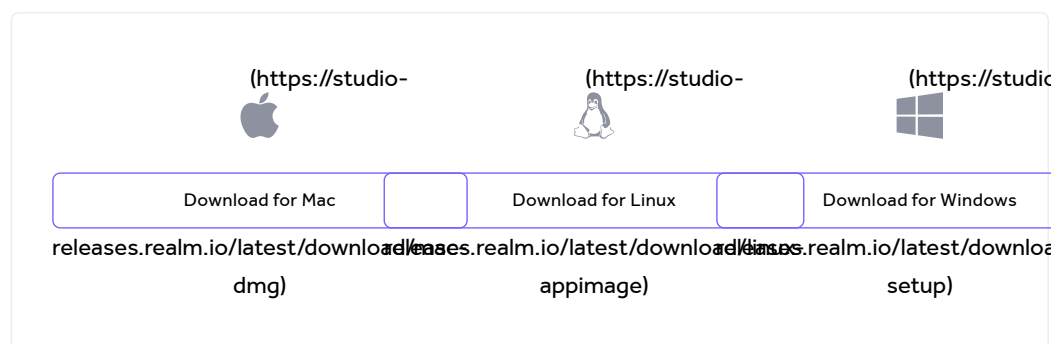 (https://studio-
(https://studio-
(https://studio
Download for Mac
Download for Linux
Download for Windows
releases.realm.io/latest/download/mac-
releases.realm.io/latest/download/linux-
releases.realm.io/latest/downloa
dmg)
appimage)
setup)